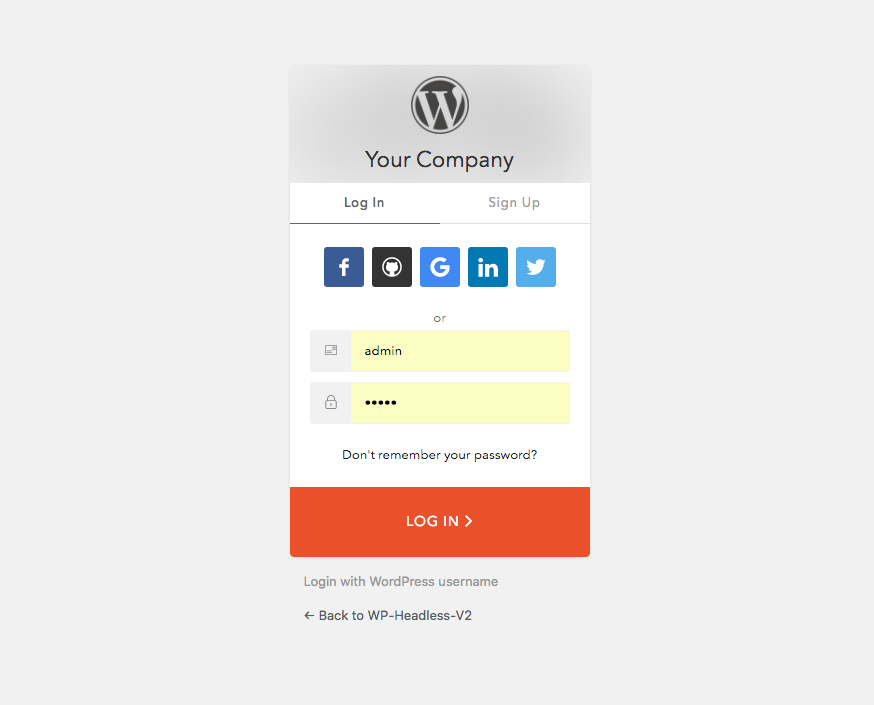 Your Company
Log In Sign Up
or
admin
•••••
Don't remember your password?
LOG IN
Login with WordPress username
← Back to WP-Headless-V2